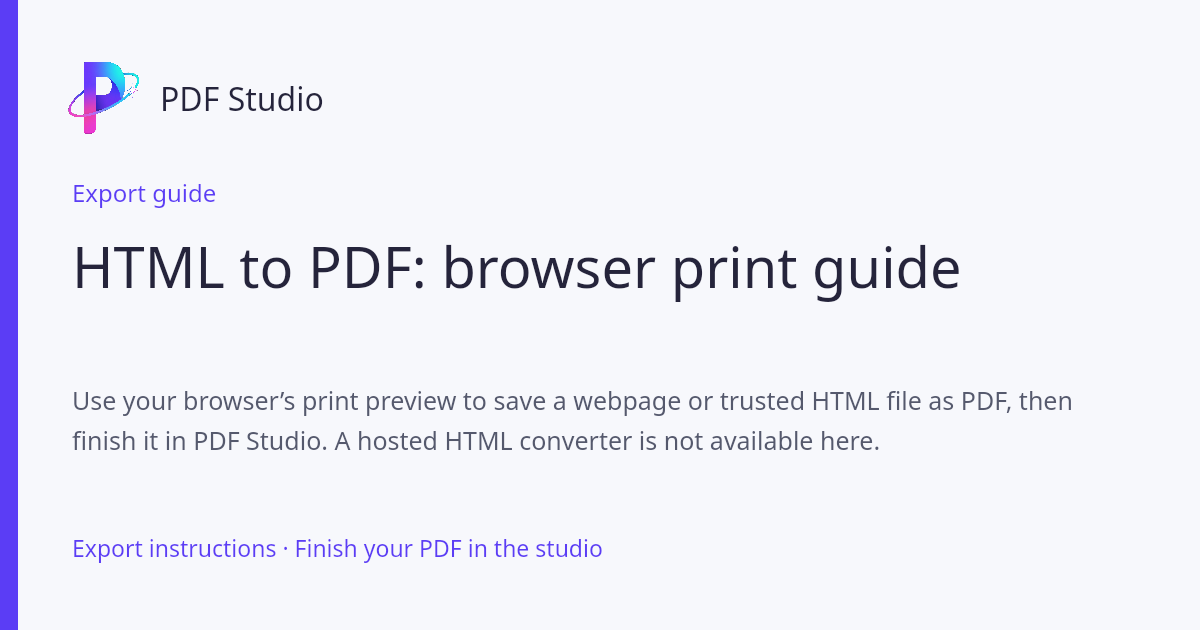 PDF Studio
Export guide
HTML to PDF: browser print guide
Use your browser’s print preview to save a webpage or trusted HTML file as PDF, then
finish it in PDF Studio. A hosted HTML converter is not available here.
Export instructions · Finish your PDF in the studio